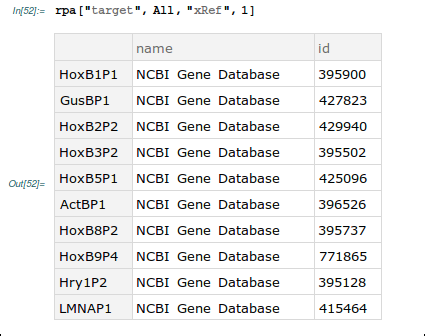 In[52]:= rpa["target", All, "xRef", 1]
name id
HoxB1P1 NCBI Gene Database 395900
GusBP1 NCBI Gene Database 427823
HoxB2P2 NCBI Gene Database 429940
HoxB3P2 NCBI Gene Database 395502
HoxB5P1 NCBI Gene Database 425096
Out[52]= ActBP1 NCBI Gene Database 396526
HoxB8P2 NCBI Gene Database 395737
HoxB9P4 NCBI Gene Database 771865
Hry1P2 NCBI Gene Database 395128
LMNAP1 NCBI Gene Database 415464